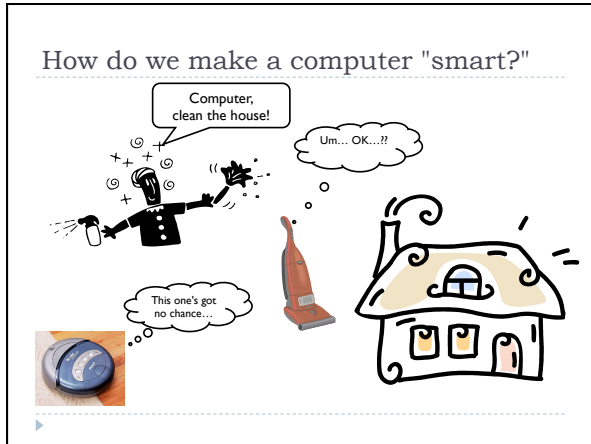 How do we make a computer "smart?"
Computer,
clean the house!
Um… OK…??
This one's got
no chance…